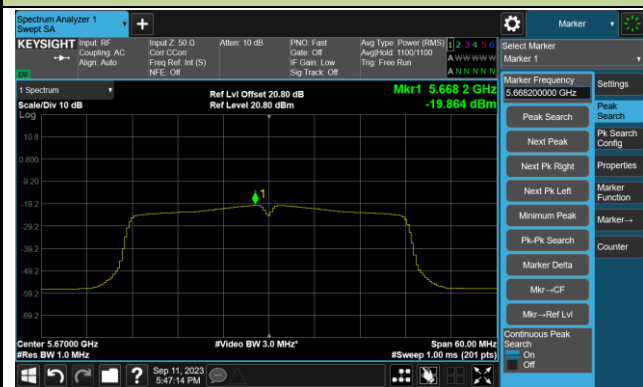 Spectrum Analyzer 1
Swept SA
+
Marker
KEYSIGHT
Input: RF
Coupling: AC
Align: Auto
Input Z: 50 Ω
Corr CCorr
Freq Ref: Int (S)
NFE: Off
Atten: 10 dB
PNO: Fast
Gate: Off
IF Gain: Low
Sig Track: Off
Avg Type: Power (RMS)
Avg|Hold: 1100/1100
Trig: Free Run
1 2 3 4 5 6
A W W W W W
A N N N N N
Select Marker
Marker 1
LXI
1 Spectrum
Scale/Div 10 dB
Log
Ref Lvl Offset 20.80 dB
Ref Level 20.80 dBm
Mkr1 5.668 2 GHz
-19.864 dBm
10.8
0.800
-9.20
-19.2
-29.2
-39.2
-49.2
-59.2
-69.2
1
Center 5.67000 GHz
#Res BW 1.0 MHz
#Video BW 3.0 MHz*
Span 60.00 MHz
#Sweep 1.00 ms (201 pts)
Marker Frequency
5.668200000 GHz
Peak Search
Next Peak
Next Pk Right
Next Pk Left
Minimum Peak
Pk-Pk Search
Marker Delta
Mkr→CF
Mkr→Ref Lvl
Continuous Peak
Search
On
Off
Settings
Peak
Search
Pk Search
Config
Properties
Marker
Function
Marker→
Counter
?
Sep 11, 2023
5:47:14 PM